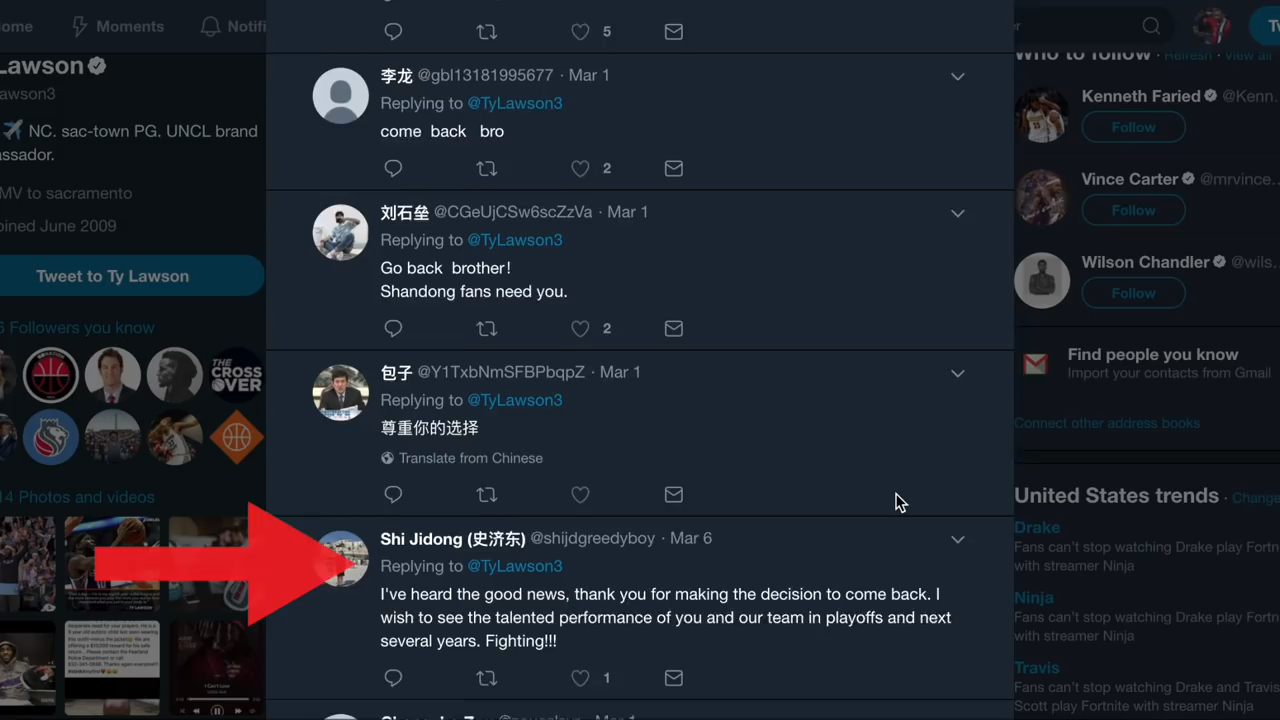 ome
Moments
Notifi
Lawson
awson3
NC. sac-town PG. UNCL brand
ssador.
MV to sacramento
oined June 2009
Tweet to Ty Lawson
6 Followers you know
THE CROSS OVER
14 Photos and videos
5
李龙 @gbl13181995677 · Mar 1
Replying to @TyLawson3
come back bro
2
刘石垒 @CGeUjCSw6scZzVa · Mar 1
Replying to @TyLawson3
Go back brother!
Shandong fans need you.
2
包子 @Y1TxbNmSFBPbqpZ · Mar 1
Replying to @TyLawson3
尊重你的选择
Translate from Chinese
Shi Jidong (史济东) @shijdgreedyboy · Mar 6
Replying to @TyLawson3
I've heard the good news, thank you for making the decision to come back. I
wish to see the talented performance of you and our team in playoffs and next
several years. Fighting!!!
1
Who to follow · Refresh · View all
Kenneth Faried @Kenn...
Follow
Vince Carter @mrvince...
Follow
Wilson Chandler @wils...
Follow
Find people you know
Import your contacts from Gmail
Connect other address books
United States trends · Change
Drake
Fans can't stop watching Drake play Fortn
with streamer Ninja
Ninja
Fans can't stop watching Drake play Fortn
with streamer Ninja
Travis
Fans can't stop watching Drake and Travis
Scott play Fortnite with streamer Ninja